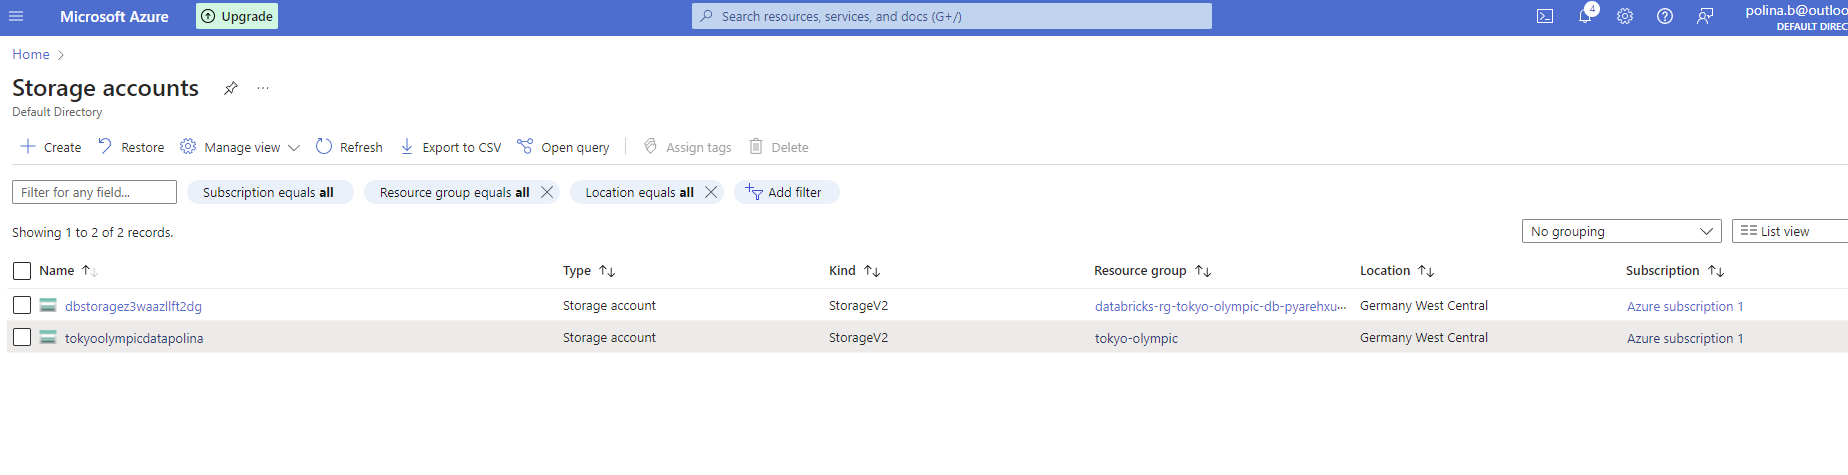 Microsoft Azure Upgrade Search resources, services, and docs (G+/) 4 polina.b@outloo
DEFAULT DIREC
Home
Storage accounts ...
Default Directory
Create Restore Manage view Refresh Export to CSV Open query Assign tags Delete
Filter for any field... Subscription equals all Resource group equals all Location equals all Add filter
Showing 1 to 2 of 2 records. No grouping List view
Name Type Kind Resource group Location Subscription
dbstoragez3waazllft2dg Storage account StorageV2 databricks-rg-tokyo-olympic-db-pyarehxu... Germany West Central Azure subscription 1
tokyoolympicdatapolina Storage account StorageV2 tokyo-olympic Germany West Central Azure subscription 1